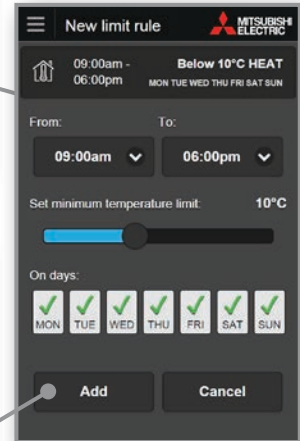 New limit rule
MITSUBISHI
ELECTRIC
09:00am -
06:00pm
Below 10°C HEAT
MON TUE WED THU FRI SAT SUN
From:
To:
09:00am
06:00pm
Set minimum temperature limit:
10°C
On days:
MON TUE WED THU FRI SAT SUN
Add
Cancel